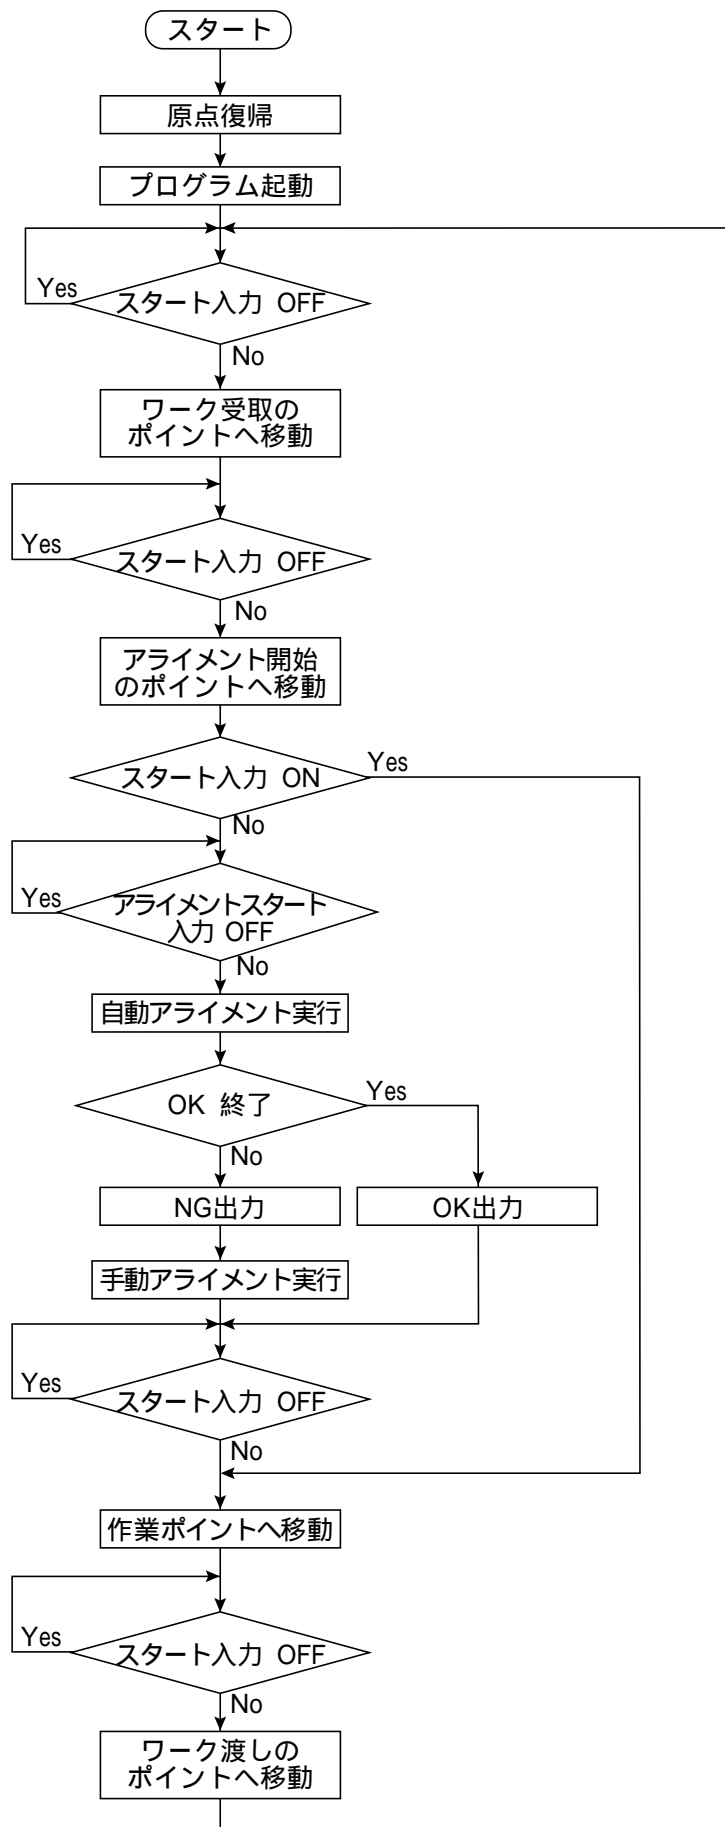 スタート
原点復帰
プログラム起動
Yes
スタート入力 OFF
No
ワーク受取の
ポイントへ移動
Yes
スタート入力 OFF
No
アライメント開始
のポイントへ移動
スタート入力 ON
Yes
No
Yes
アライメントスタート
入力 OFF
No
自動アライメント実行
OK 終了
Yes
No
NG出力
OK出力
手動アライメント実行
Yes
スタート入力 OFF
No
作業ポイントへ移動
Yes
スタート入力 OFF
No
ワーク渡しの
ポイントへ移動